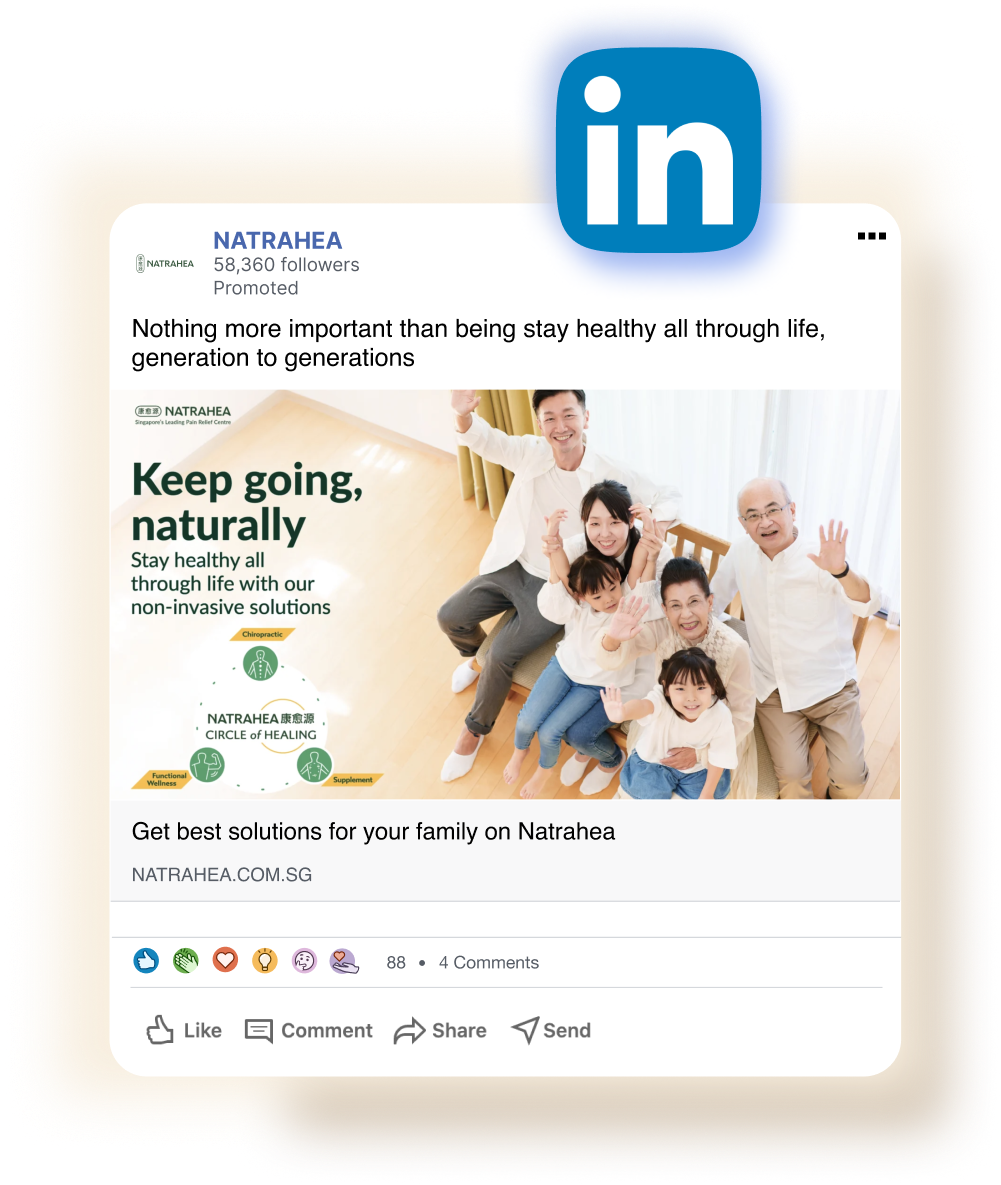 in
NATRAHEA
58,360 followers
Promoted
康愈源 NATRAHEA
Nothing more important than being stay healthy all through life,
generation to generations
康愈源 NATRAHEA
Singapore's Leading Pain Relief Centre
Keep going,
naturally
Stay healthy all
through life with our
non-invasive solutions
Chiropractic
NATRAHEA 康愈源
CIRCLE of HEALING
Functional
Wellness
Supplement
Get best solutions for your family on Natrahea
NATRAHEA.COM.SG
88 • 4 Comments
Like Comment Share Send